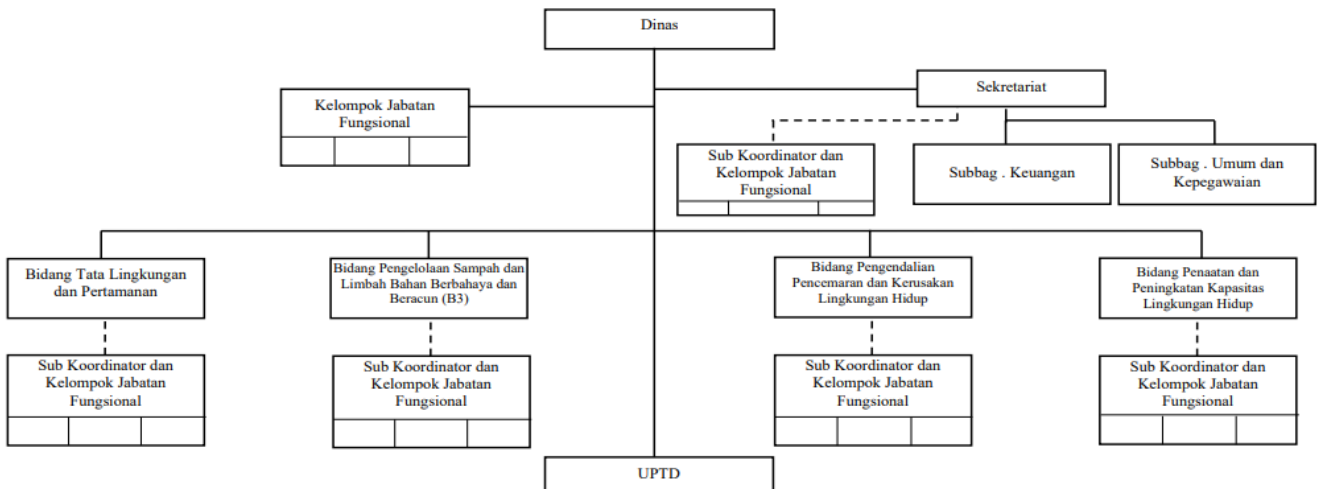 Dinas
Sekretariat
Kelompok Jabatan
Fungsional
Sub Koordinator dan
Kelompok Jabatan
Fungsional
Subbag . Keuangan
Subbag . Umum dan
Kepegawaian
Bidang Tata Lingkungan
dan Pertamanan
Bidang Pengelolaan Sampah dan
Limbah Bahan Berbahaya dan
Beracun (B3)
Bidang Pengendalian
Pencemaran dan Kerusakan
Lingkungan Hidup
Bidang Penaatan dan
Peningkatan Kapasitas
Lingkungan Hidup
Sub Koordinator dan
Kelompok Jabatan
Fungsional
Sub Koordinator dan
Kelompok Jabatan
Fungsional
Sub Koordinator dan
Kelompok Jabatan
Fungsional
Sub Koordinator dan
Kelompok Jabatan
Fungsional
UPTD